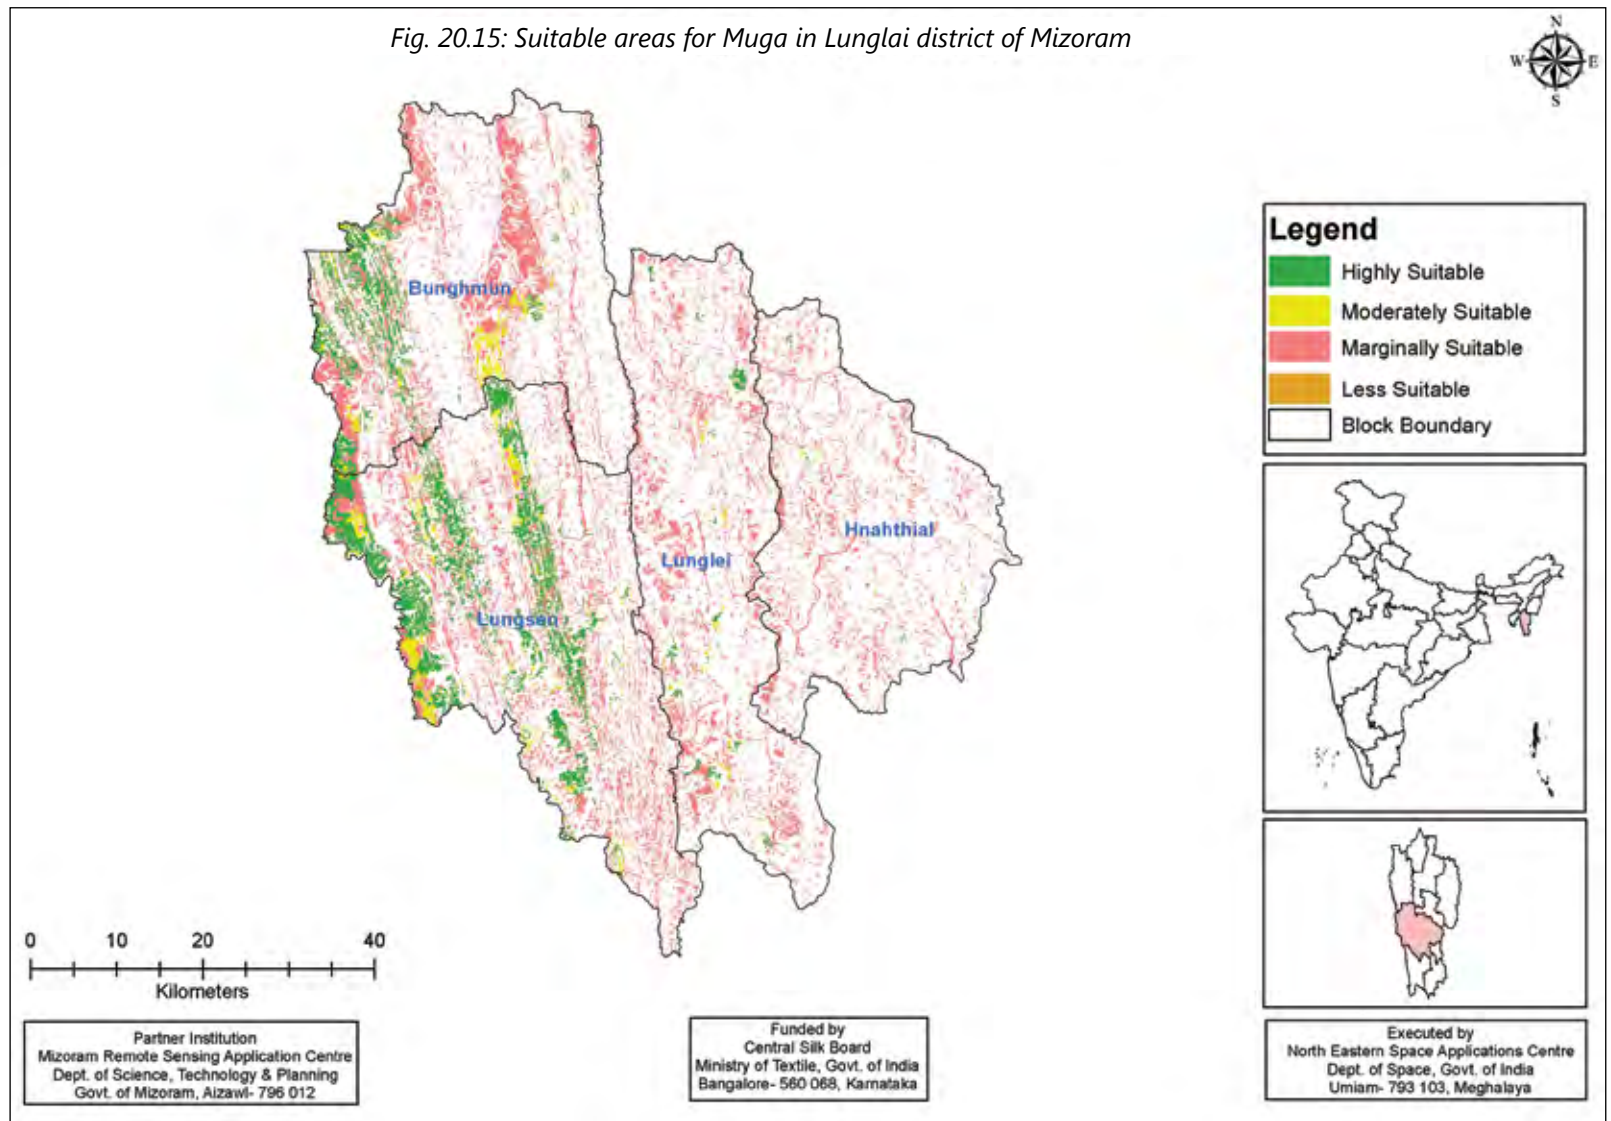 Fig. 20.15: Suitable areas for Muga in Lunglai district of Mizoram
N
W
E
S
Legend
Highly Suitable
Moderately Suitable
Marginally Suitable
Less Suitable
Block Boundary
Bunghmun
Hnahthial
Lunglei
Lungsen
0 10 20 40
Kilometers
Partner Institution
Mizoram Remote Sensing Application Centre
Dept. of Science, Technology & Planning
Govt. of Mizoram, Aizawl- 796 012
Funded by
Central Silk Board
Ministry of Textile, Govt. of India
Bangalore- 560 068, Karnataka
Executed by
North Eastern Space Applications Centre
Dept. of Space, Govt. of India
Umiam- 793 103, Meghalaya